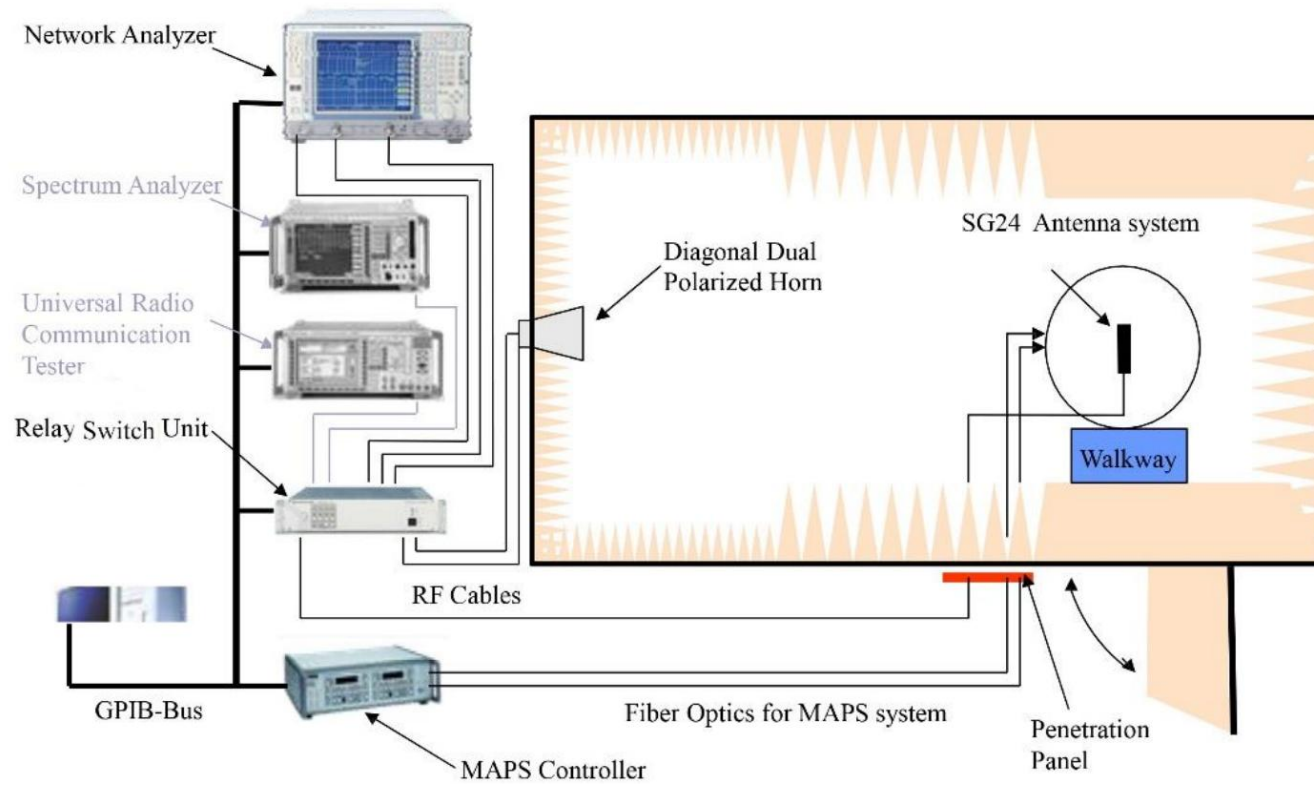 Network Analyzer
Spectrum Analyzer
Universal Radio
Communication
Tester
Relay Switch Unit
Diagonal Dual
Polarized Horn
SG24 Antenna system
Walkway
RF Cables
GPIB-Bus
Fiber Optics for MAPS system
Penetration
Panel
MAPS Controller